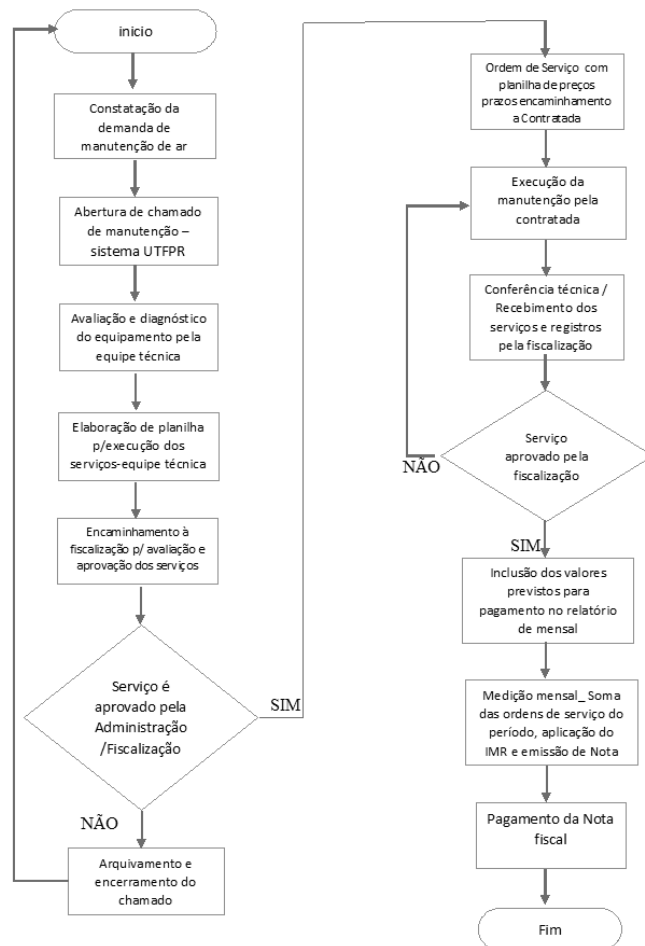 inicio
Constatação da
demanda de
manutenção de ar
Abertura de chamado
de manutenção –
sistema UTFPR
Avaliação e diagnóstico
do equipamento pela
equipe técnica
Elaboração de planilha
p/execução dos
serviços-equipe técnica
Encaminhamento à
fiscalização p/ avaliação e
aprovação dos serviços
Serviço é
aprovado pela
Administração
/Fiscalização
SIM
NÃO
Arquivamento e
encerramento do
chamado
Ordem de Serviço com
planilha de preços
prazos encaminhamento
a Contratada
Execução da
manutenção pela
contratada
Conferência técnica /
Recebimento dos
serviços e registros
pela fiscalização
Serviço
aprovado pela
fiscalização
NÃO
SIM
Inclusão dos valores
previstos para
pagamento no relatório
de mensal
Medição mensal_ Soma
das ordens de serviço do
período, aplicação do
IMR e emissão de Nota
Pagamento da Nota
fiscal
Fim